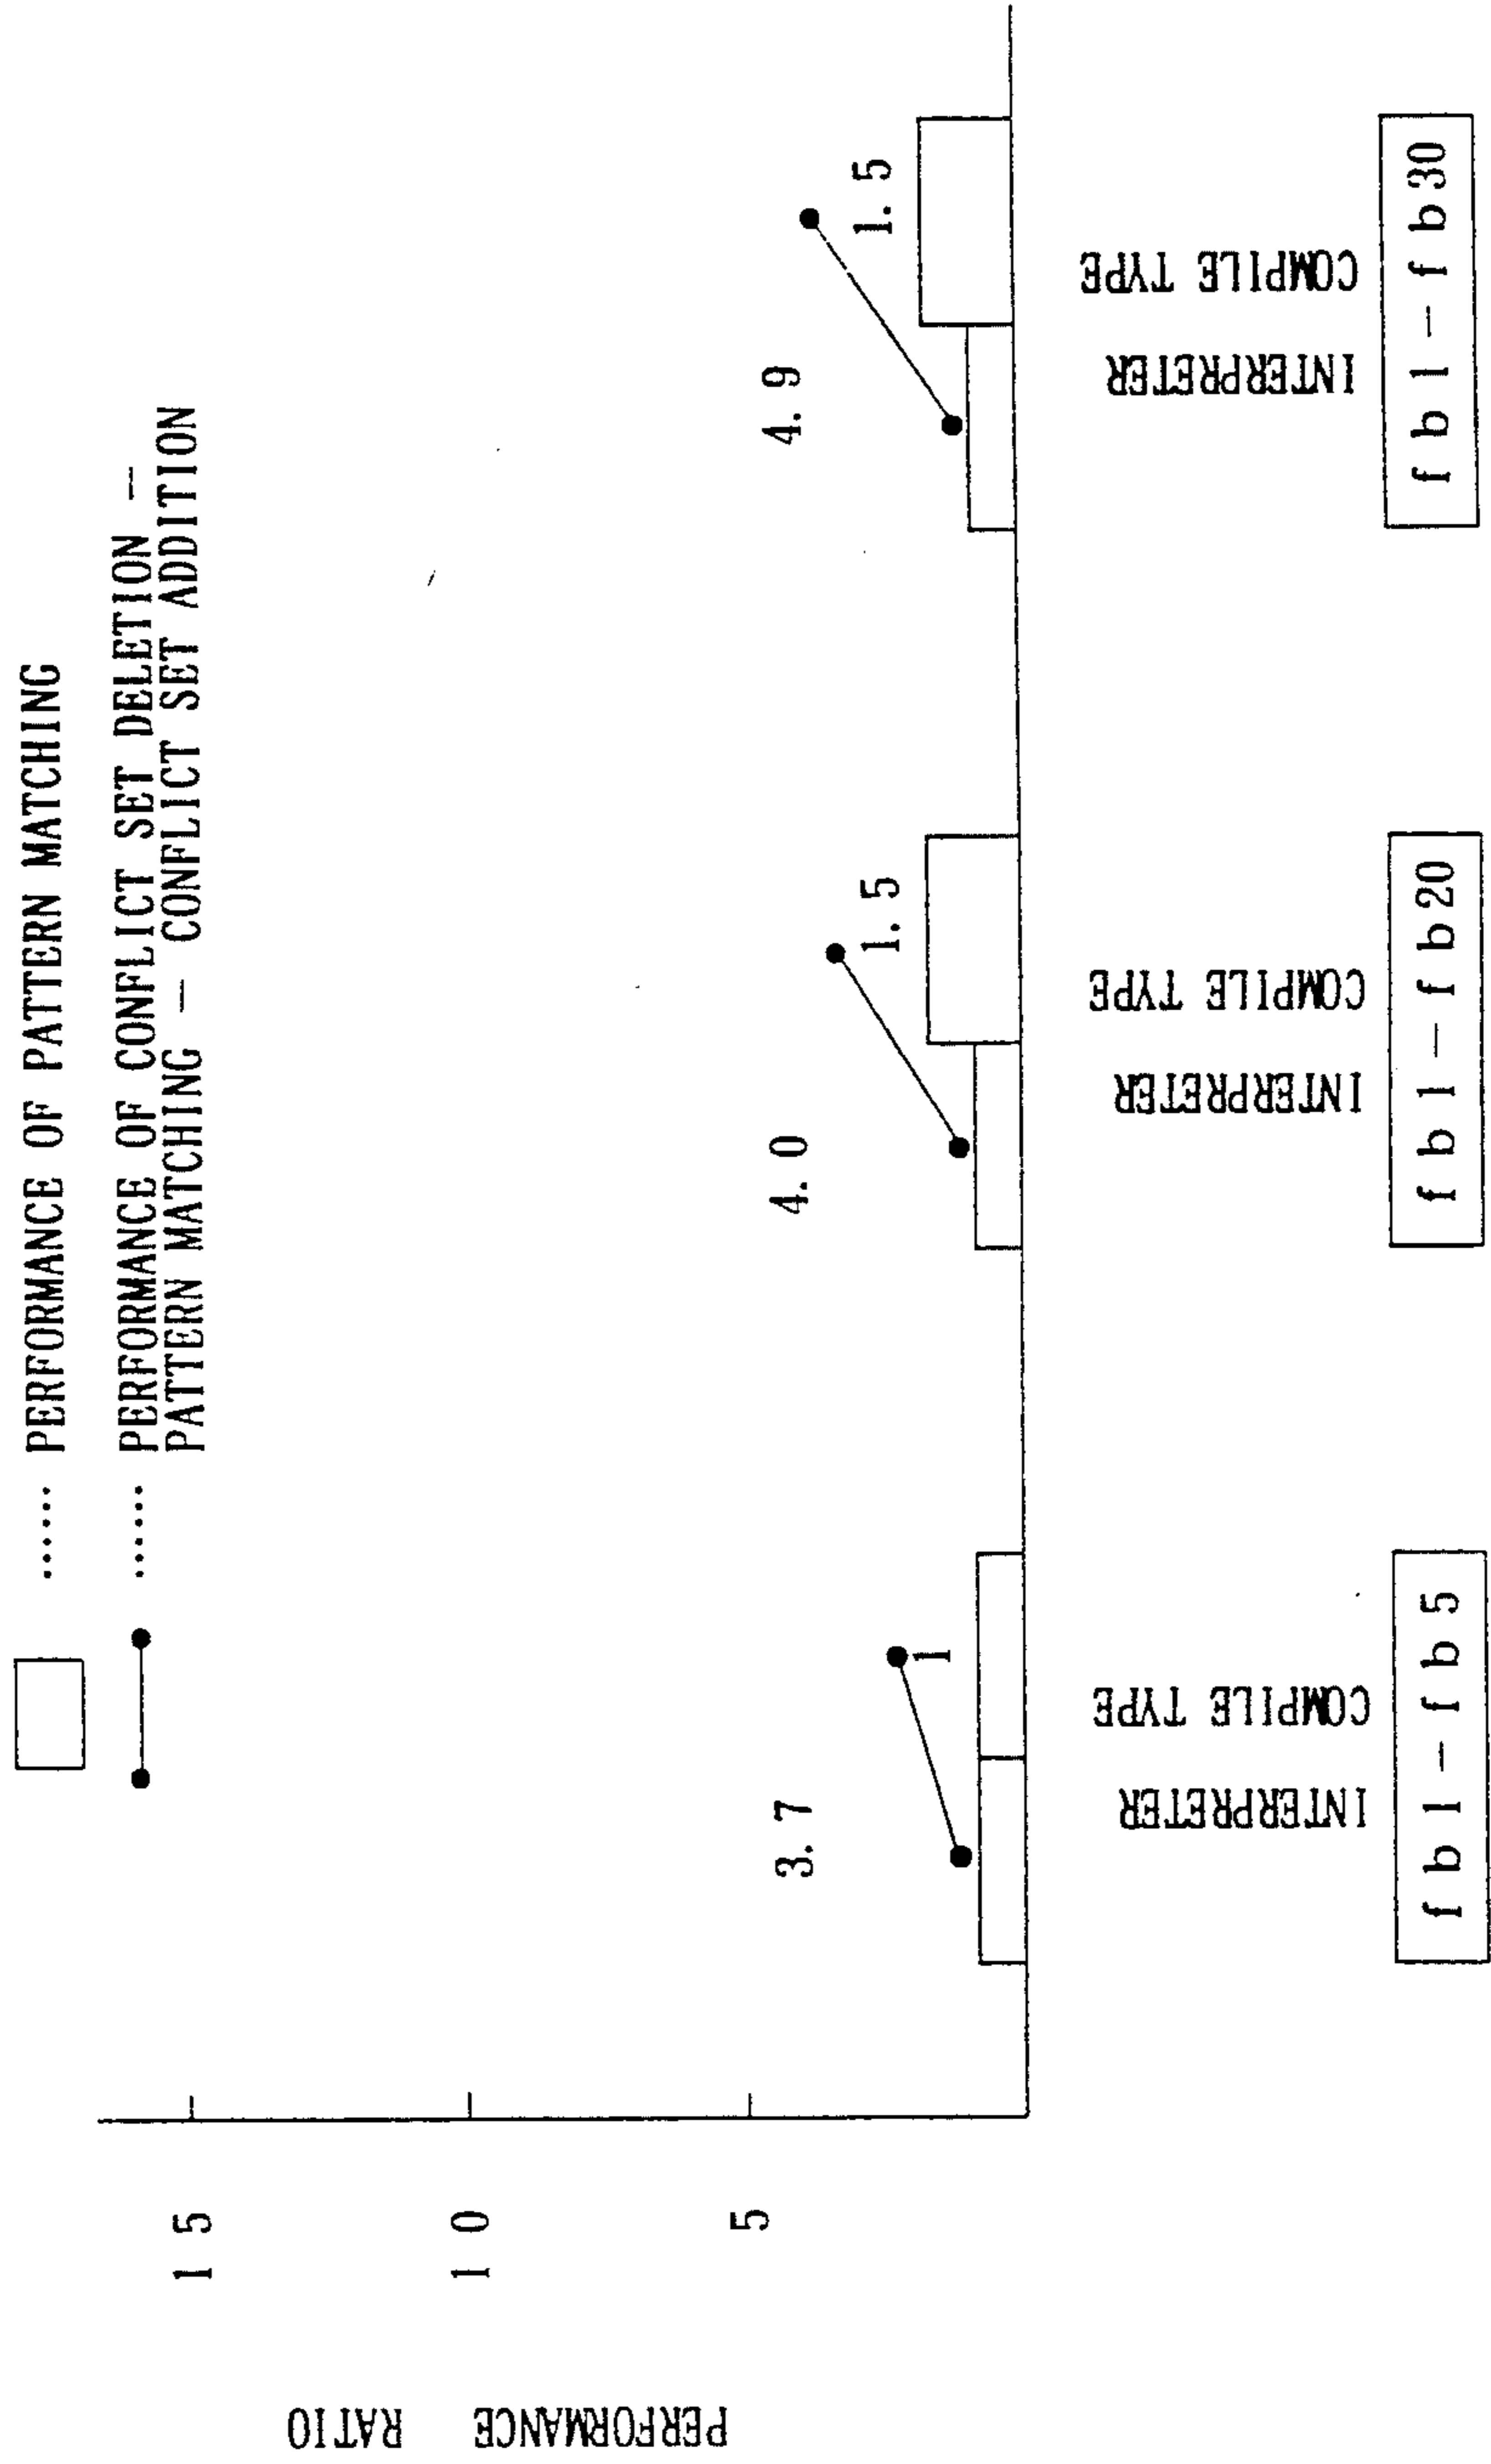 ...... PERFORMANCE OF PATTERN MATCHING
...... PERFORMANCE OF CONFLICT SET DELETION —
PATTERN MATCHING — CONFLICT SET ADDITION
PERFORMANCE
RATIO
15
10
5
3.7
1
4.0
1.5
4.9
1.5
INTERPRETER
COMPILE TYPE
INTERPRETER
COMPILE TYPE
INTERPRETER
COMPILE TYPE
fb1-fb5
fb1-fb20
fb1-fb30